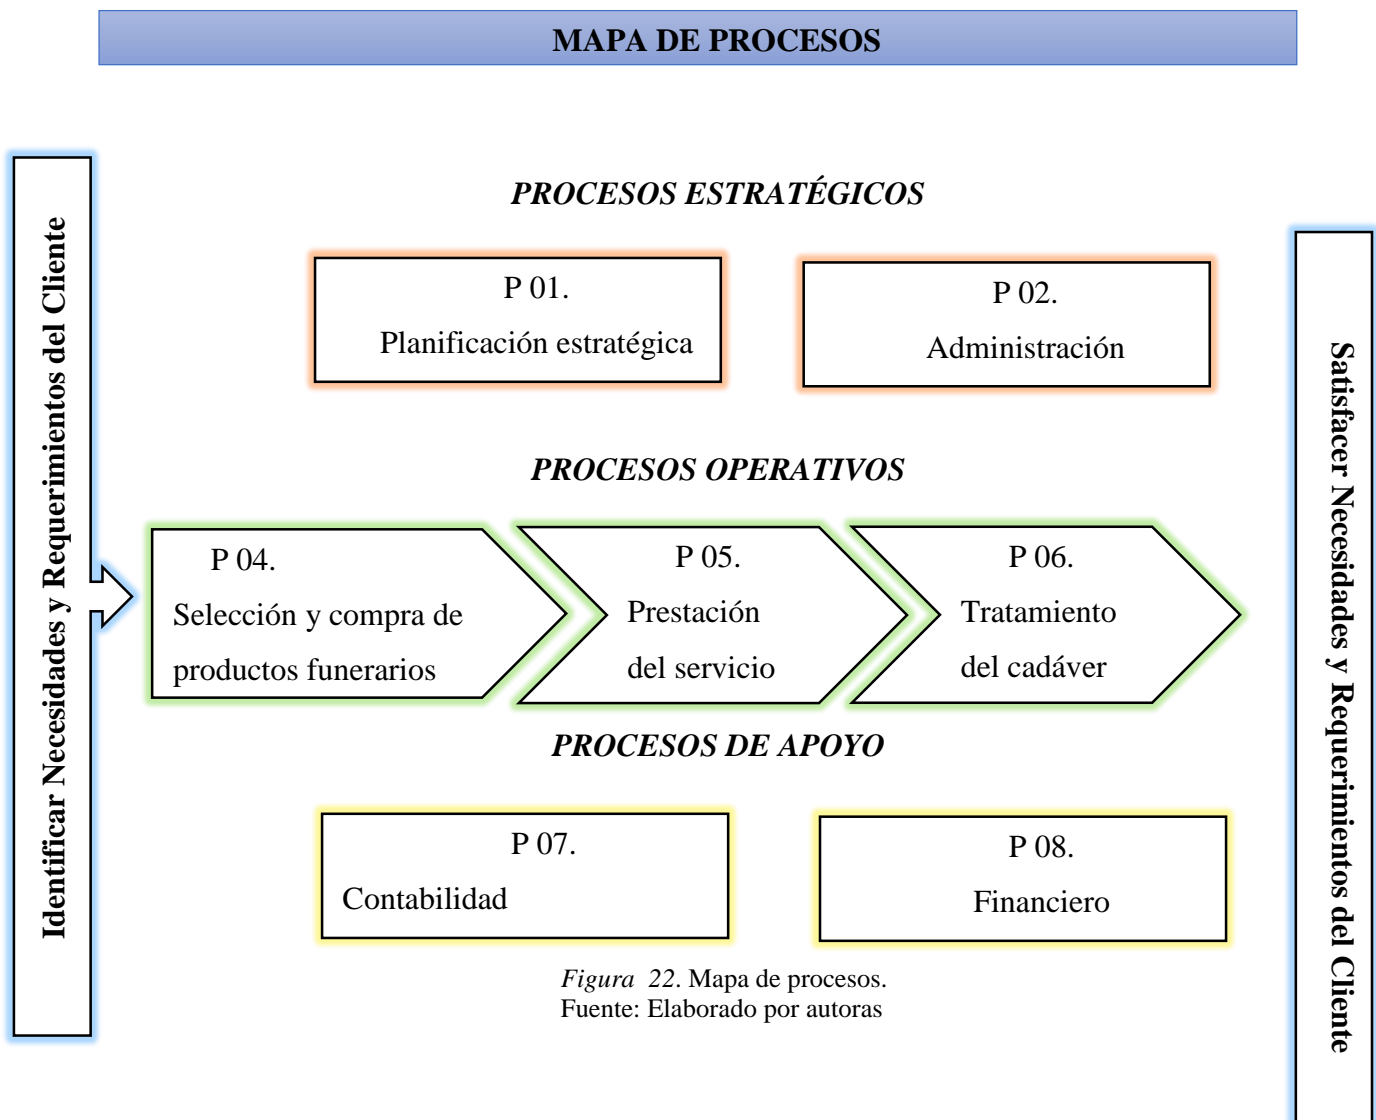 MAPA DE PROCESOS
Identificar Necesidades y Requerimientos del Cliente
PROCESOS ESTRATÉGICOS
P 01.
Planificación estratégica
P 02.
Administración
PROCESOS OPERATIVOS
P 04.
Selección y compra de
productos funerarios
P 05.
Prestación
del servicio
P 06.
Tratamiento
del cadáver
PROCESOS DE APOYO
P 07.
Contabilidad
P 08.
Financiero
Satisfacer Necesidades y Requerimientos del Cliente
Figura 22. Mapa de procesos.
Fuente: Elaborado por autoras